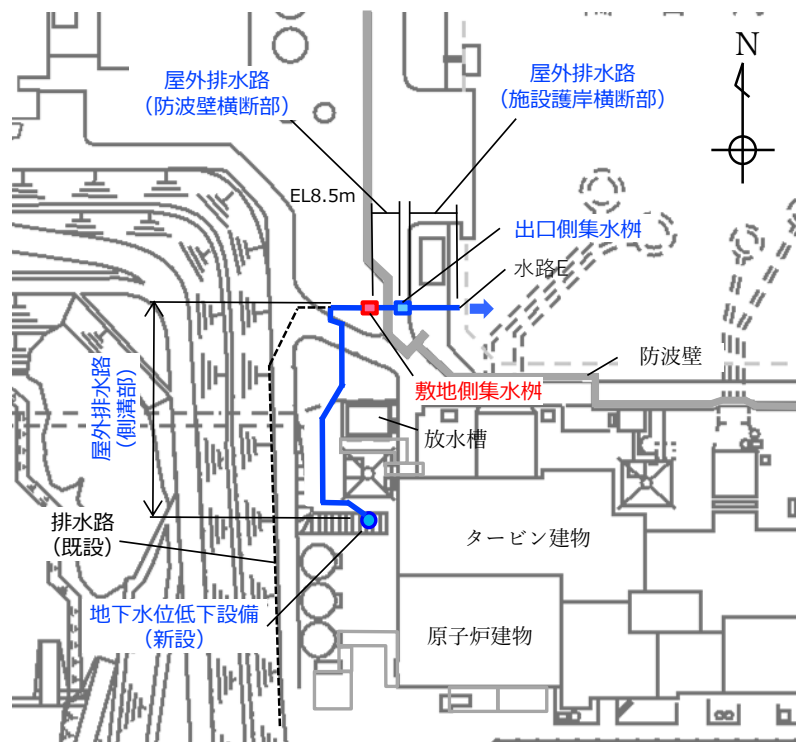 屋外排水路
（防波壁横断部）
屋外排水路
（施設護岸横断部）
N
EL8.5m
出口側集水桝
水路E
防波壁
敷地側集水桝
屋外排水路
（側溝部）
放水槽
排水路
（既設）
タービン建物
地下水位低下設備
（新設）
原子炉建物